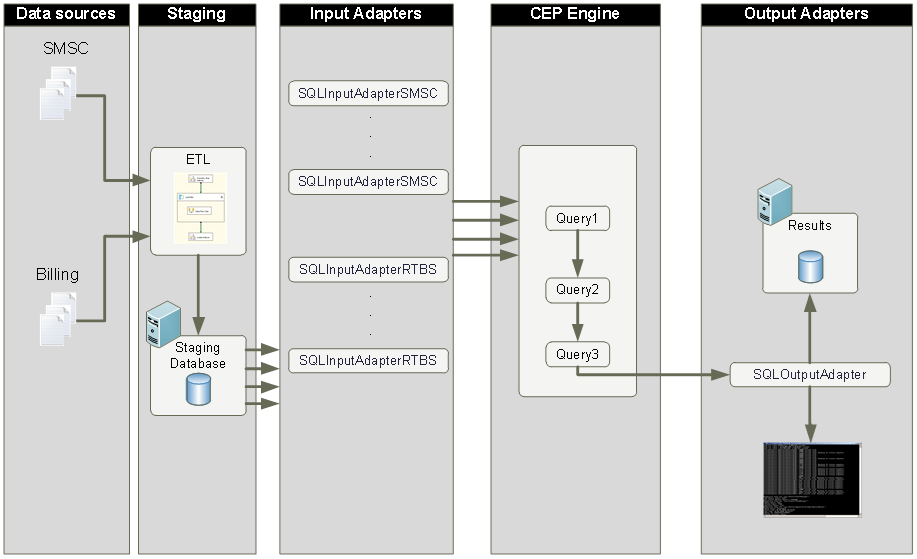 Data sources
Staging
Input Adapters
CEP Engine
Output Adapters
SMSC
Billing
ETL
Staging
Database
SQLInputAdapterSMSC
.
.
.
SQLInputAdapterSMSC
SQLInputAdapterRTBS
.
.
.
SQLInputAdapterRTBS
Query1
Query2
Query3
Results
SQLOutputAdapter